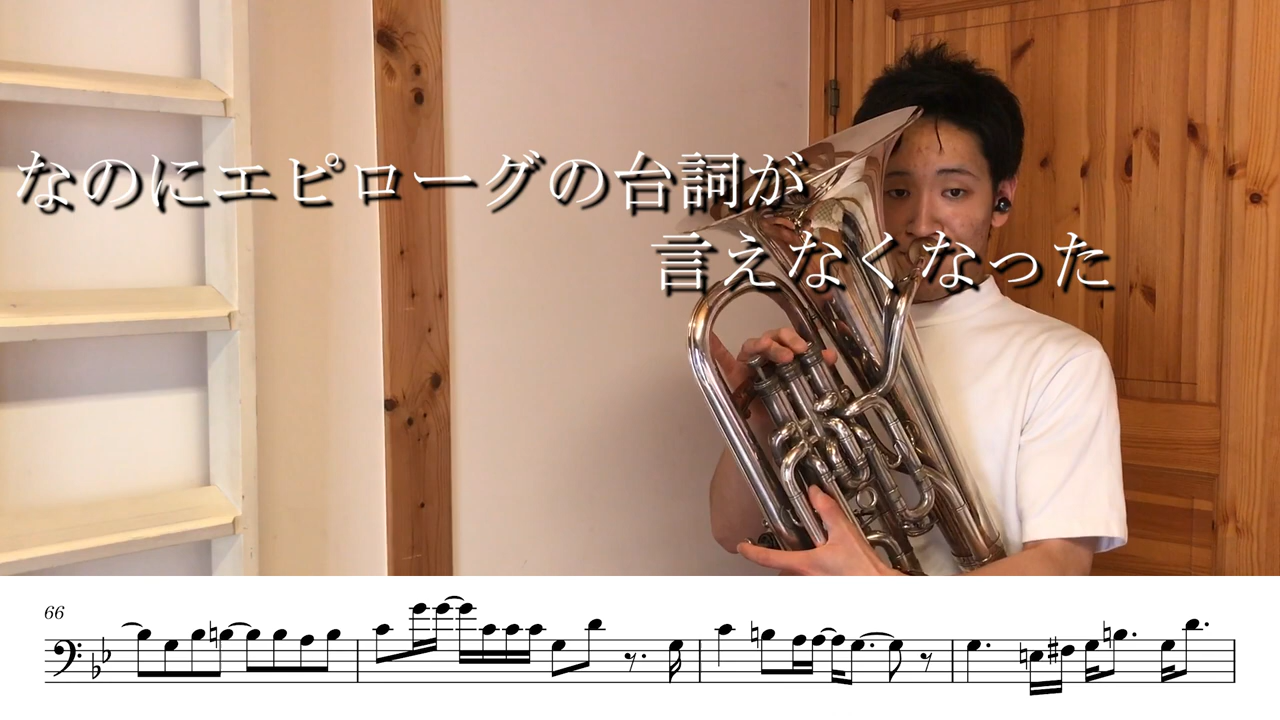 なのにエピローグの台詞が
言えなくなった
66